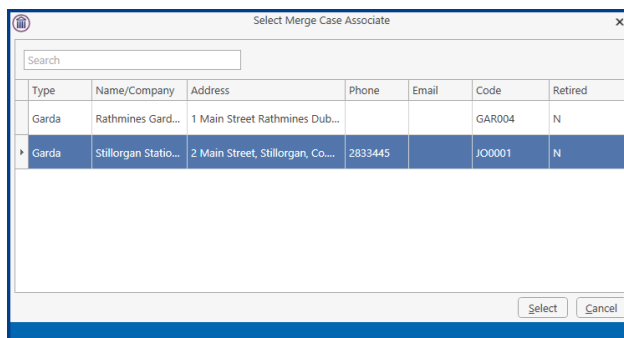 Select Merge Case Associate
Search
Type Name/Company Address Phone Email Code Retired
Garda Rathmines Gard... 1 Main Street Rathmines Dub... GAR004 N
Garda Stillorgan Statio... 2 Main Street, Stillorgan, Co.... 2833445 JO0001 N
Select Cancel